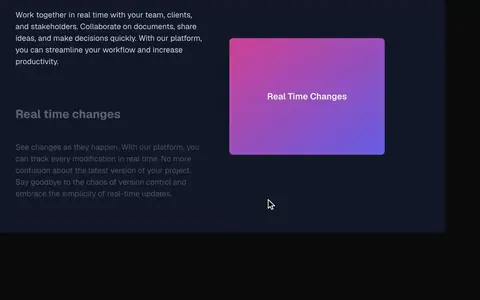 Work together in real time with your team, clients,
and stakeholders. Collaborate on documents, share
ideas, and make decisions quickly. With our platform,
you can streamline your workflow and increase
productivity.
Real Time Changes
Real time changes
See changes as they happen. With our platform, you
can track every modification in real time. No more
confusion about the latest version of your project.
Say goodbye to the chaos of version control and
embrace the simplicity of real-time updates.